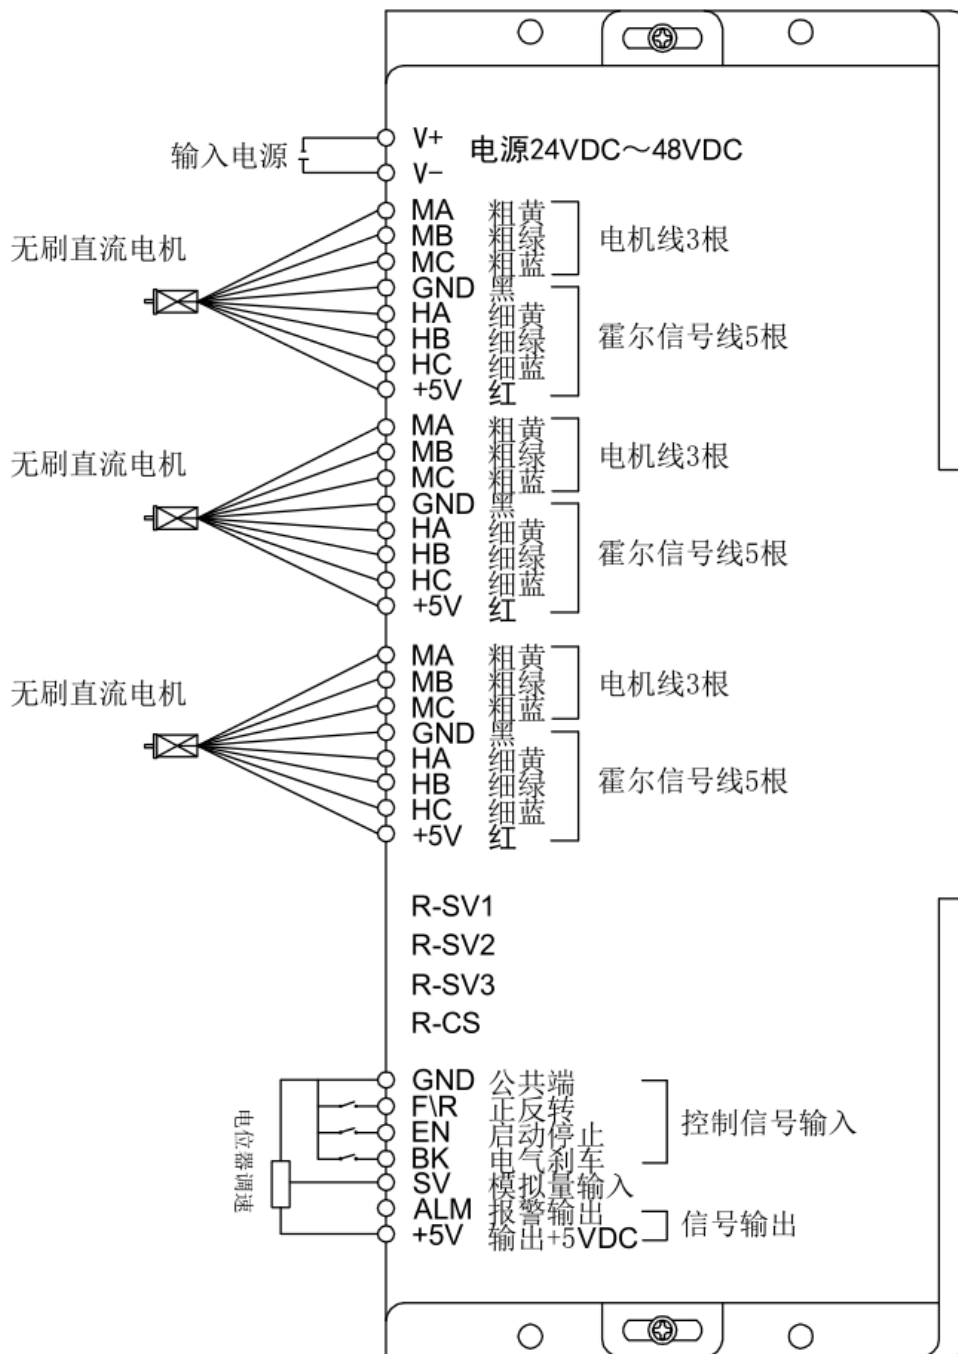 输入电源
V+
电源24VDC～48VDC
V-
无刷直流电机
MA 粗黄
MB 粗绿
MC 粗蓝
电机线3根
GND 黑
HA 细黄
HB 细绿
HC 细蓝
+5V 红
霍尔信号线5根
无刷直流电机
MA 粗黄
MB 粗绿
MC 粗蓝
电机线3根
GND 黑
HA 细黄
HB 细绿
HC 细蓝
+5V 红
霍尔信号线5根
无刷直流电机
MA 粗黄
MB 粗绿
MC 粗蓝
电机线3根
GND 黑
HA 细黄
HB 细绿
HC 细蓝
+5V 红
霍尔信号线5根
R-SV1
R-SV2
R-SV3
R-CS
电位器调速
GND 公共端
F\R 正反转
EN 启动停止
BK 电气刹车
控制信号输入
SV 模拟量输入
ALM 报警输出
+5V 输出+5VDC
信号输出